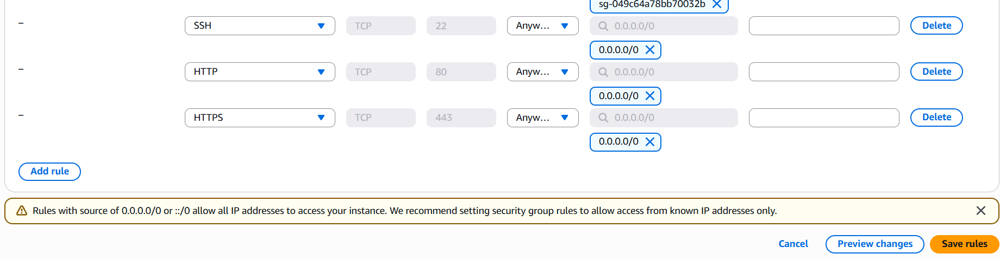 sg-049c64a78bb70032b
– SSH TCP 22 Anyw... 0.0.0.0/0 Delete
0.0.0.0/0
– HTTP TCP 80 Anyw... 0.0.0.0/0 Delete
0.0.0.0/0
– HTTPS TCP 443 Anyw... 0.0.0.0/0 Delete
0.0.0.0/0
Add rule
Rules with source of 0.0.0.0/0 or ::/0 allow all IP addresses to access your instance. We recommend setting security group rules to allow access from known IP addresses only.
Cancel Preview changes Save rules